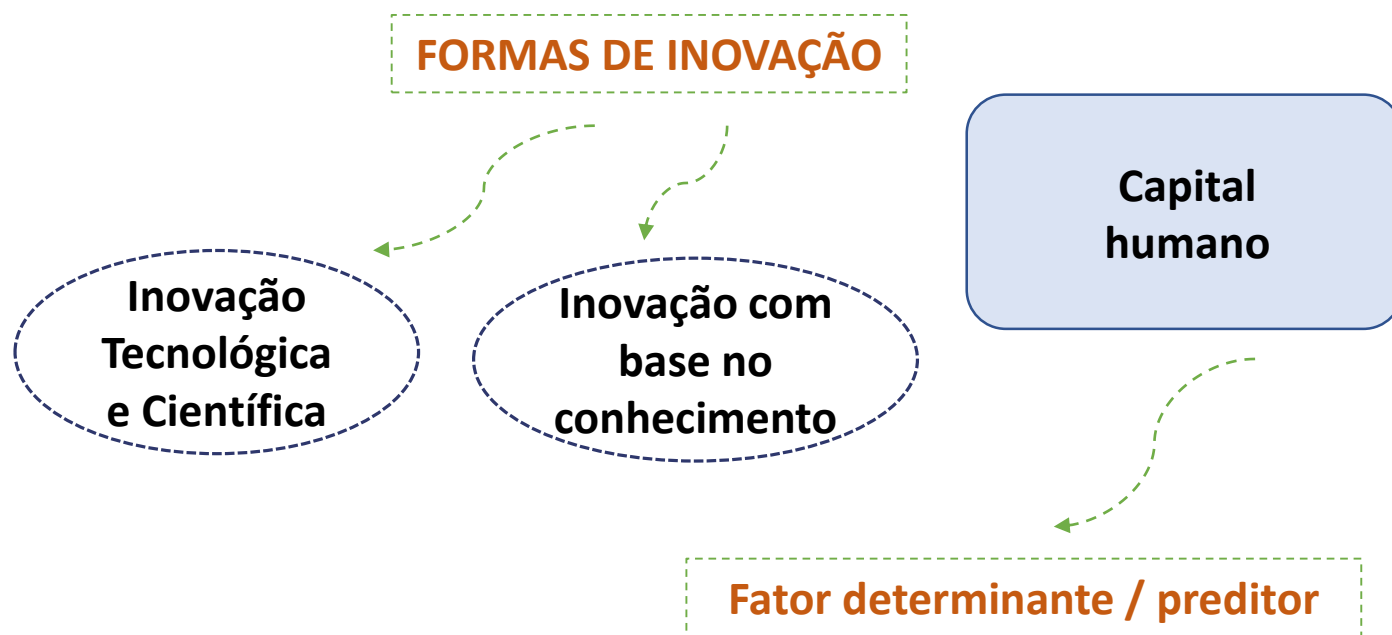 FORMAS DE INOVAÇÃO
Capital
humano
Inovação
Tecnológica
e Científica
Inovação com
base no
conhecimento
Fator determinante / preditor